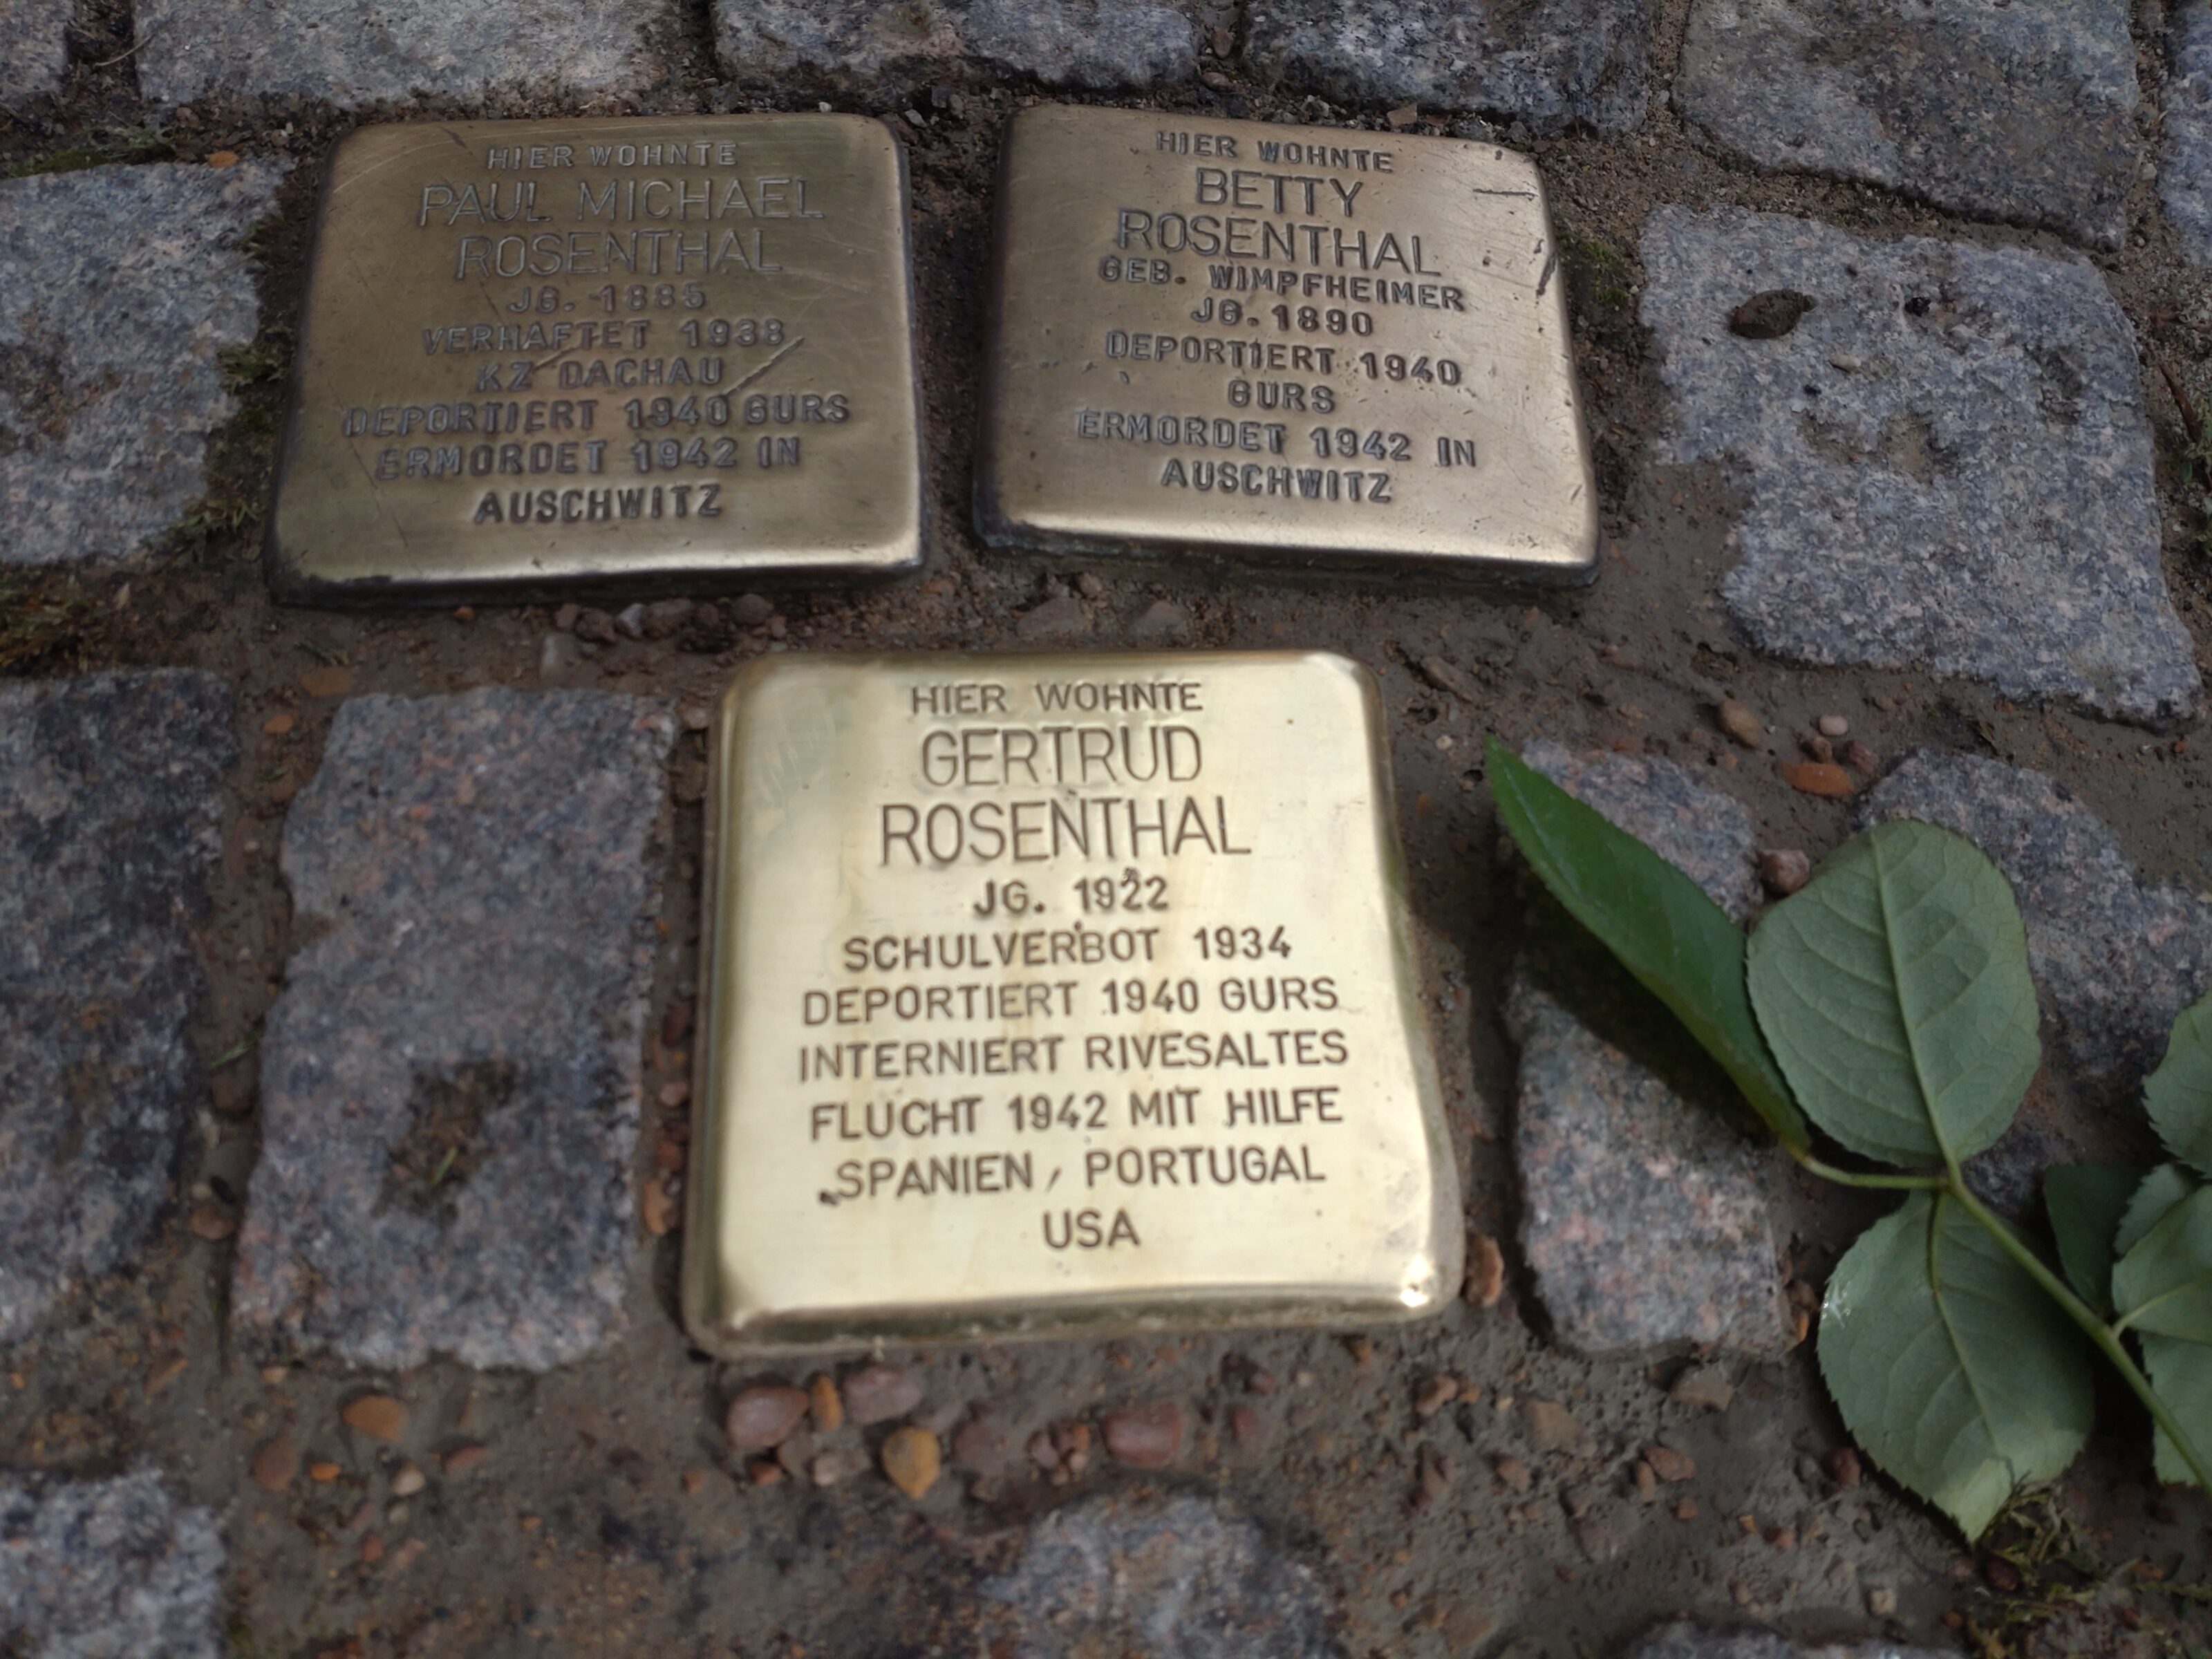 HIER WOHNTE
PAUL MICHAEL
ROSENTHAL
JG. 1885
VERHAFTET 1938
KZ DACHAU
DEPORTIERT 1940 GURS
ERMORDET 1942 IN
AUSCHWITZ
HIER WOHNTE
BETTY
ROSENTHAL
GEB. WIMPFHEIMER
JG. 1890
DEPORTIERT 1940
GURS
ERMORDET 1942 IN
AUSCHWITZ
HIER WOHNTE
GERTRUD
ROSENTHAL
JG. 1922
SCHULVERBOT 1934
DEPORTIERT 1940 GURS
INTERNIERT RIVESALTES
FLUCHT 1942 MIT HILFE
SPANIEN, PORTUGAL
USA